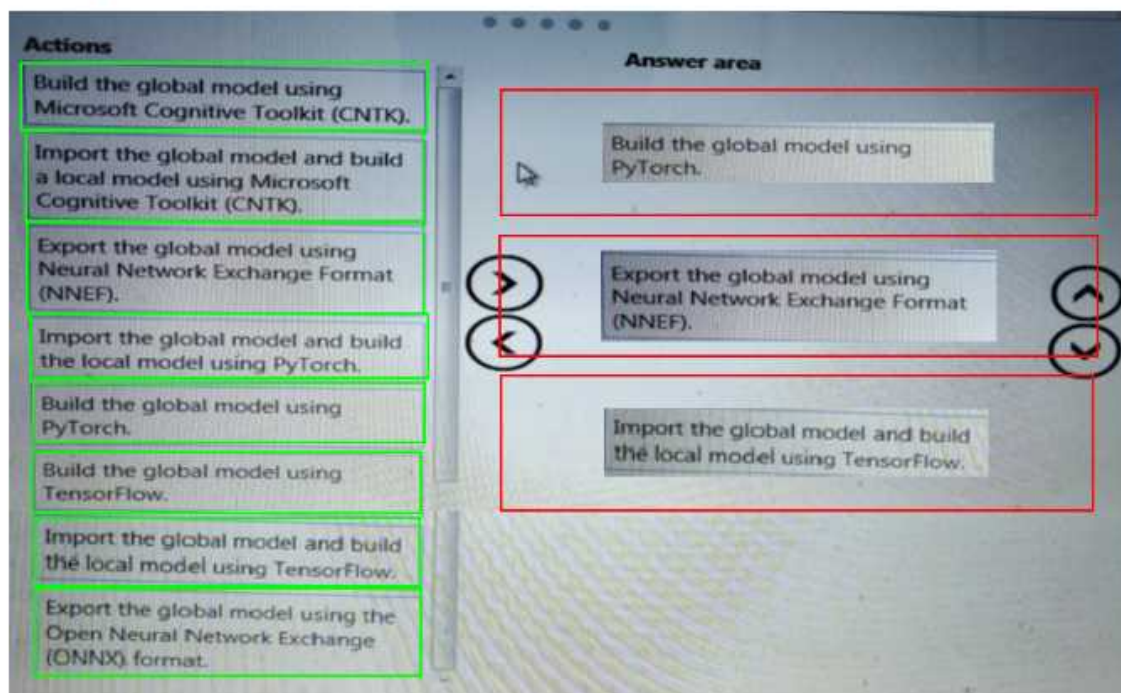 Actions
Build the global model using
Microsoft Cognitive Toolkit (CNTK).
Import the global model and build
a local model using Microsoft
Cognitive Toolkit (CNTK).
Export the global model using
Neural Network Exchange Format
(NNEF).
Import the global model and build
the local model using PyTorch.
Build the global model using
PyTorch.
Build the global model using
TensorFlow.
Import the global model and build
the local model using TensorFlow.
Export the global model using the
Open Neural Network Exchange
(ONNX) format.
Answer area
Build the global model using
PyTorch.
Export the global model using
Neural Network Exchange Format
(NNEF).
Import the global model and build
the local model using TensorFlow.